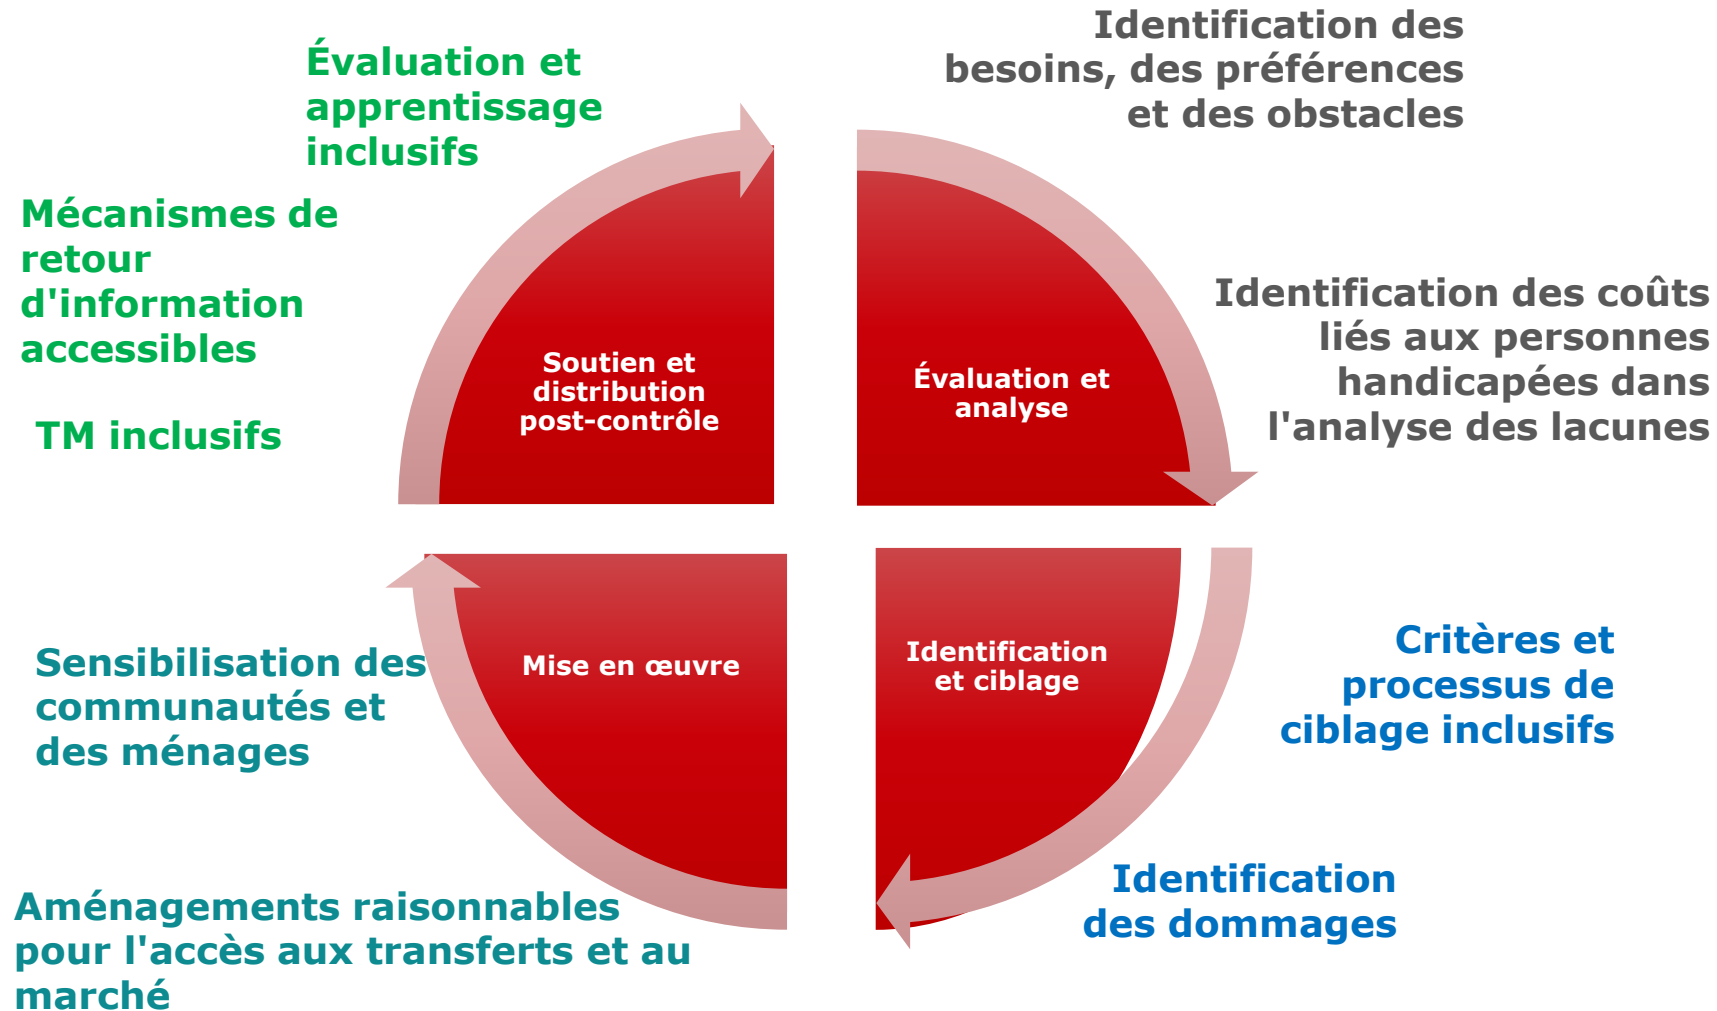 Identification des
besoins, des préférences
et des obstacles
Évaluation et
apprentissage
inclusifs
Mécanismes de
retour
d'information
accessibles
TM inclusifs
Soutien et
distribution
post-contrôle
Évaluation et
analyse
Identification des coûts
liés aux personnes
handicapées dans
l'analyse des lacunes
Sensibilisation des
communautés et
des ménages
Mise en œuvre
Identification
et ciblage
Critères et
processus de
ciblage inclusifs
Aménagements raisonnables
pour l'accès aux transferts et au
marché
Identification
des dommages